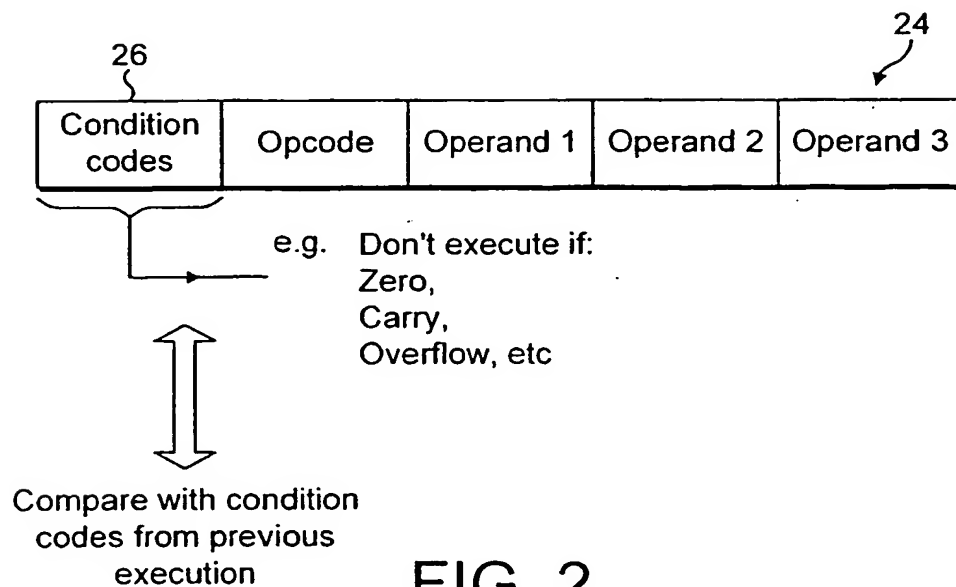 26
24
Condition
codes
Opcode
Operand 1
Operand 2
Operand 3
e.g. Don't execute if:
Zero,
Carry,
Overflow, etc
Compare with condition
codes from previous
execution
FIG. 2